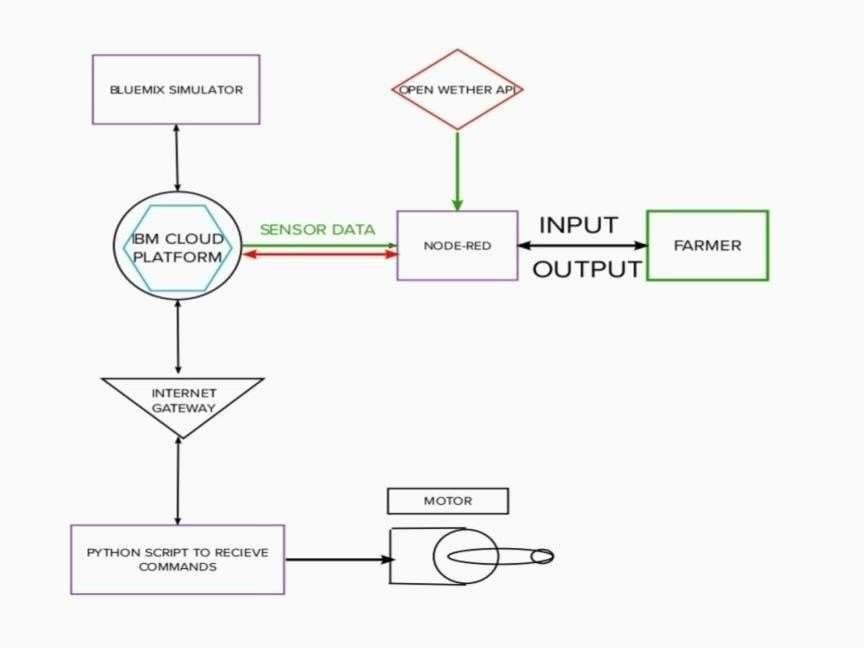 BLUEMIX SIMULATOR
OPEN WETHER API
IBM CLOUD
PLATFORM
SENSOR DATA
NODE-RED
INPUT
OUTPUT
FARMER
INTERNET
GATEWAY
MOTOR
PYTHON SCRIPT TO RECIEVE
COMMANDS